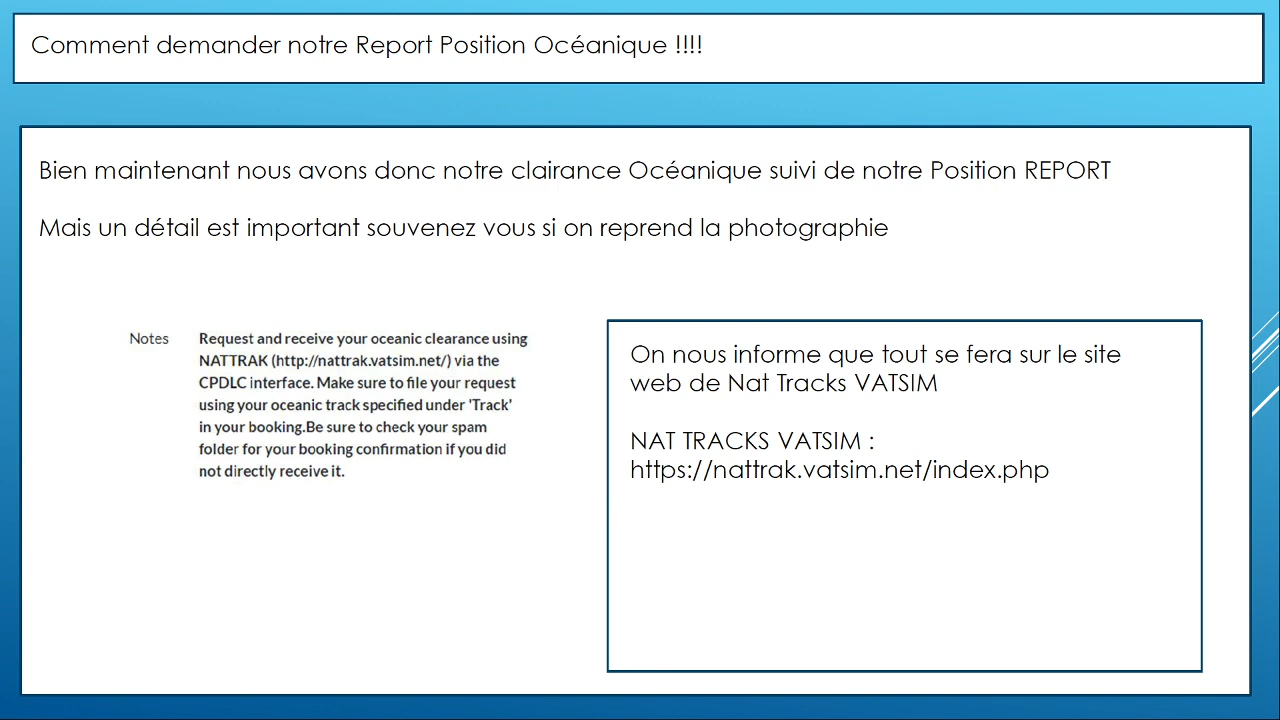 Comment demander notre Report Position Océanique !!!!
Bien maintenant nous avons donc notre clairance Océanique suivi de notre Position REPORT
Mais un détail est important souvenez vous si on reprend la photographie
Notes
Request and receive your oceanic clearance using
NATTRAK (http://nattrak.vatsim.net/) via the
CPDLC interface. Make sure to file your request
using your oceanic track specified under 'Track'
in your booking.Be sure to check your spam
folder for your booking confirmation if you did
not directly receive it.
On nous informe que tout se fera sur le site
web de Nat Tracks VATSIM
NAT TRACKS VATSIM :
https://nattrak.vatsim.net/index.php